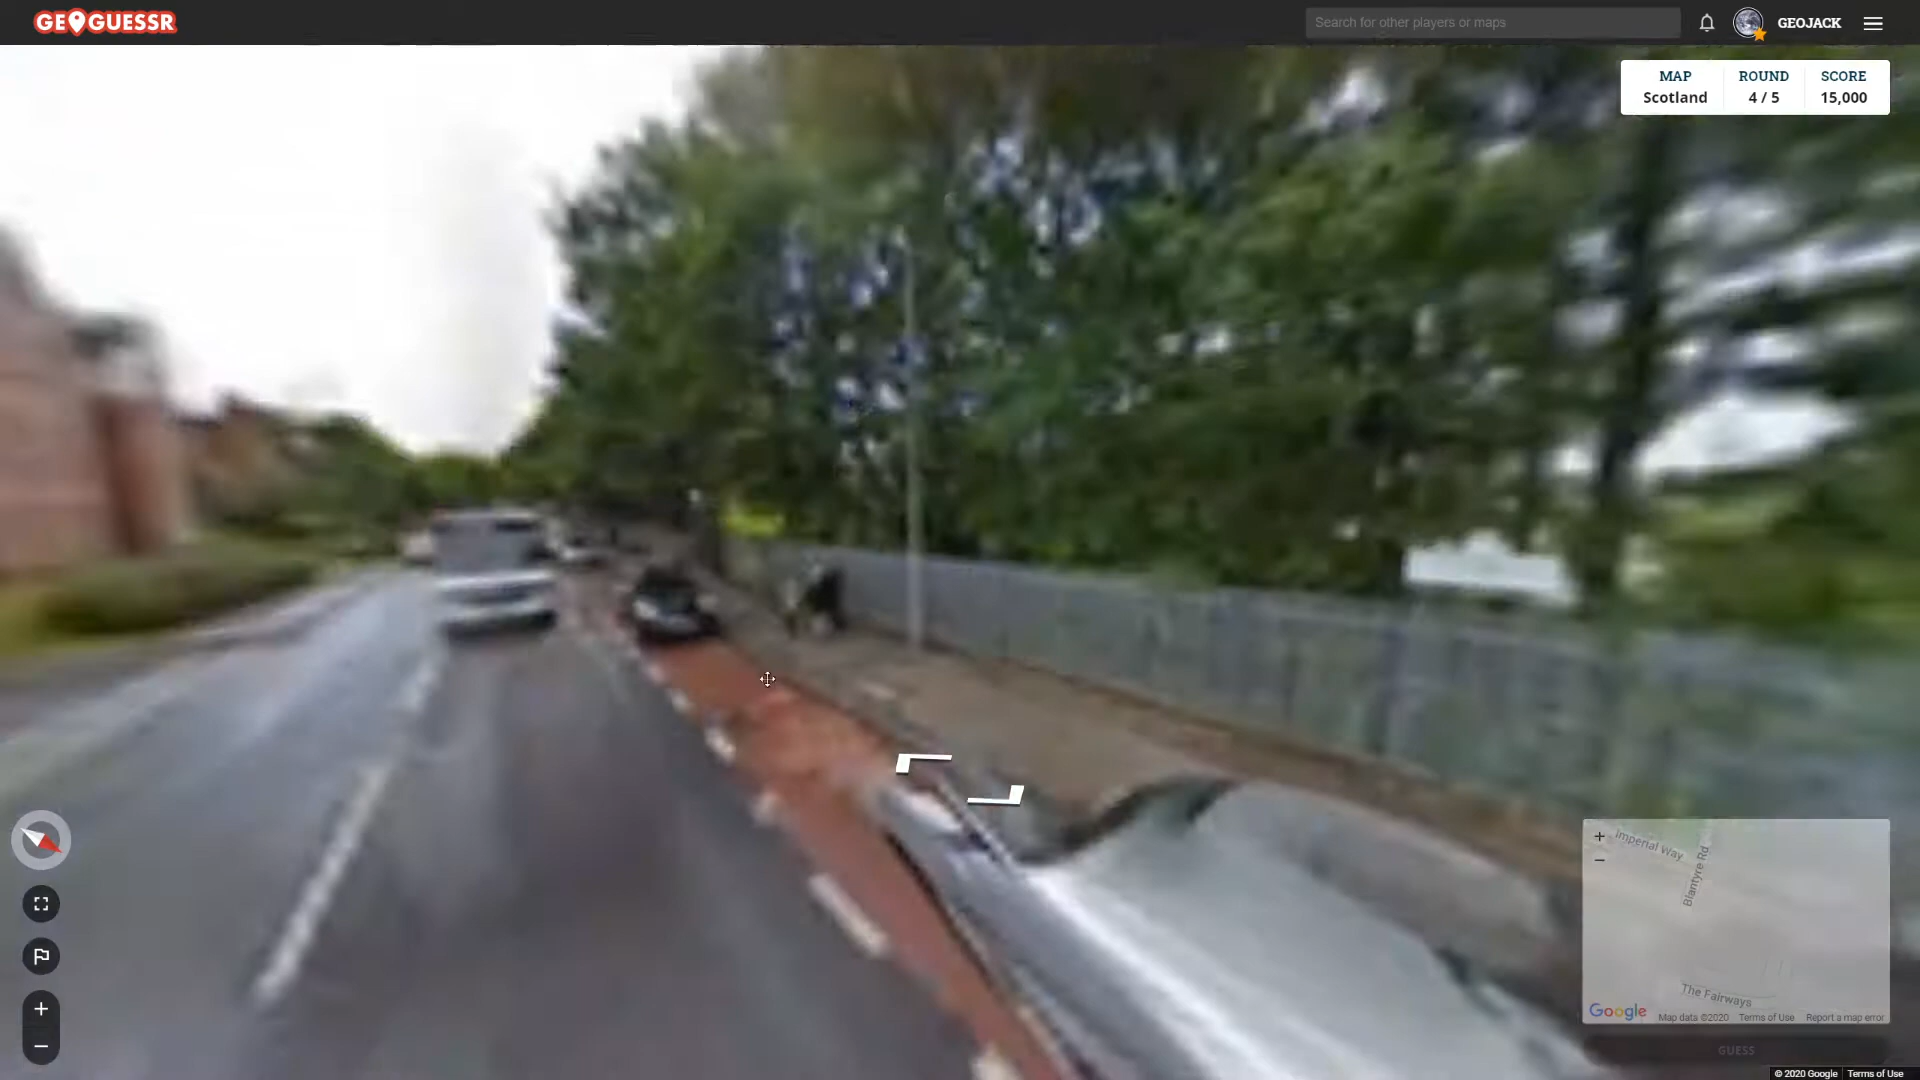 GEOGUESSR
Search for other players or maps
GEOJACK
MAP
ROUND
SCORE
Scotland
4 / 5
15,000
+
−
Imperial Way
Blantyre Rd
The Fairways
Google
Map data ©2020
Terms of Use
Report a map error
GUESS
+
−
© 2020 Google
Terms of Use